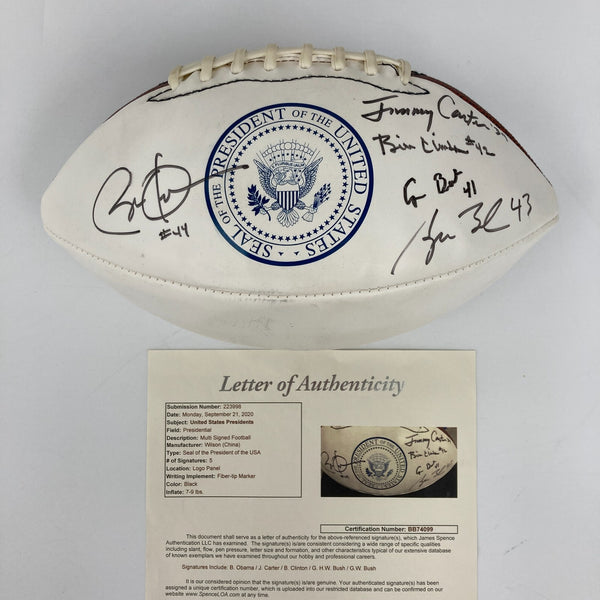 SEAL OF THE PRESIDENT OF THE UNITED STATES
#44
Jimmy Carter
Bill Clinton #42
G Bush 41
43
Letter of Authenticity
Submission Number: 223998
Date: Monday, September 21, 2020
Subject: United States Presidents
Field: Presidential
Description: Multi Signed Football
Manufacturer: Wilson (China)
Type: Seal of the President of the USA
# of Signatures: 5
Location: Logo Panel
Writing Implement: Fiber-tip Marker
Color: Black
Inflate: 7-9 lbs.
Certification Number: BB74099
This document shall serve as a letter of authenticity for the above-referenced signature(s), which James Spence
Authentication LLC has examined. The signature(s) is/are consistent considering a wide range of specific qualities
including slant, flow, pen pressure, letter size and formation, and other characteristics typical of our extensive database
of known exemplars we have examined throughout our professional career.
Signatures Include: B. Obama / J. Carter / B. Clinton / G. H.W. Bush / G.W. Bush
It is our considered opinion that the signature(s) is/are genuine. Your authenticated signature(s) has been
assigned a unique certification number, which was inducted into our restricted database and can be confirmed on
our website www.SpenceLOA.com at any time.